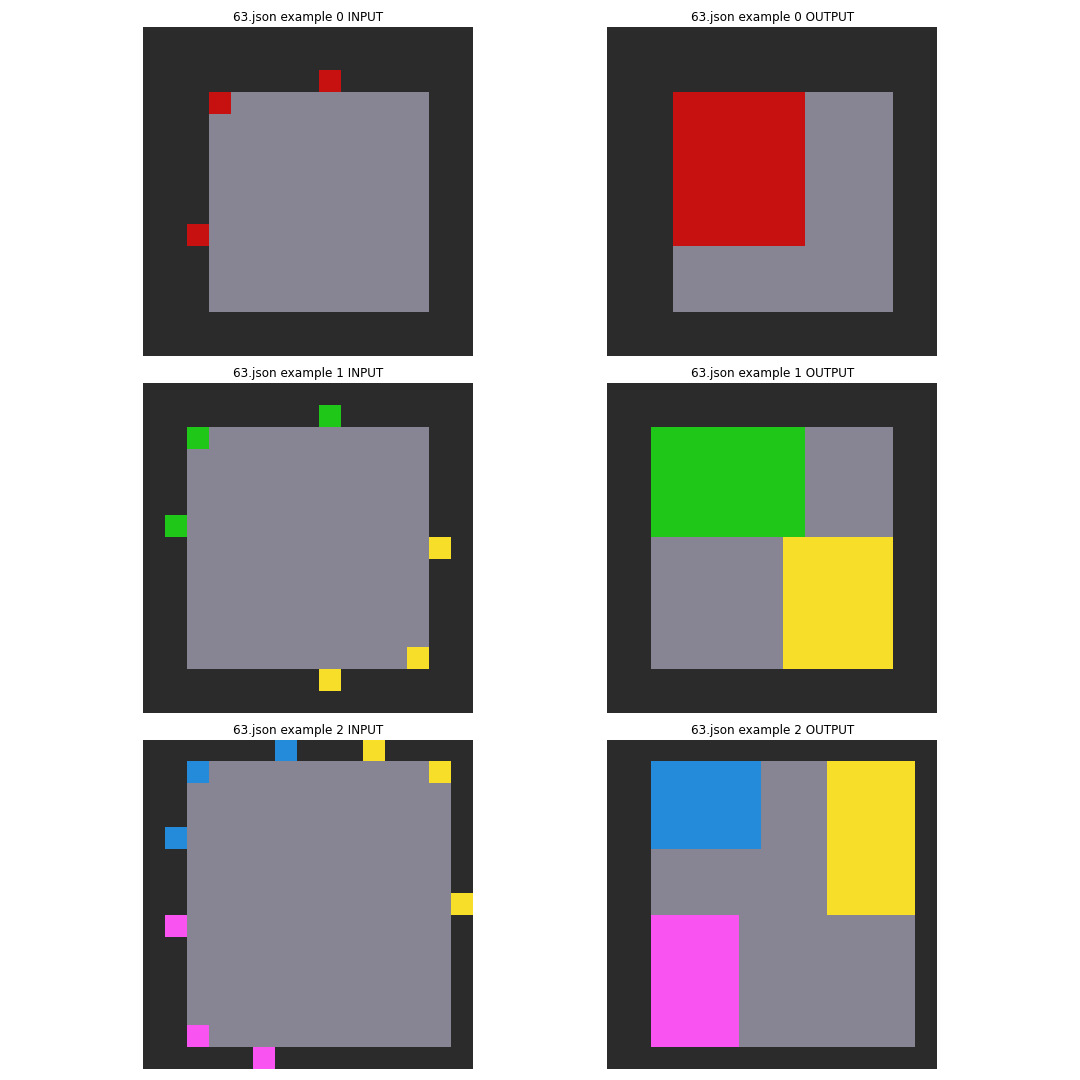 63.json example 0 INPUT
63.json example 0 OUTPUT
63.json example 1 INPUT
63.json example 1 OUTPUT
63.json example 2 INPUT
63.json example 2 OUTPUT